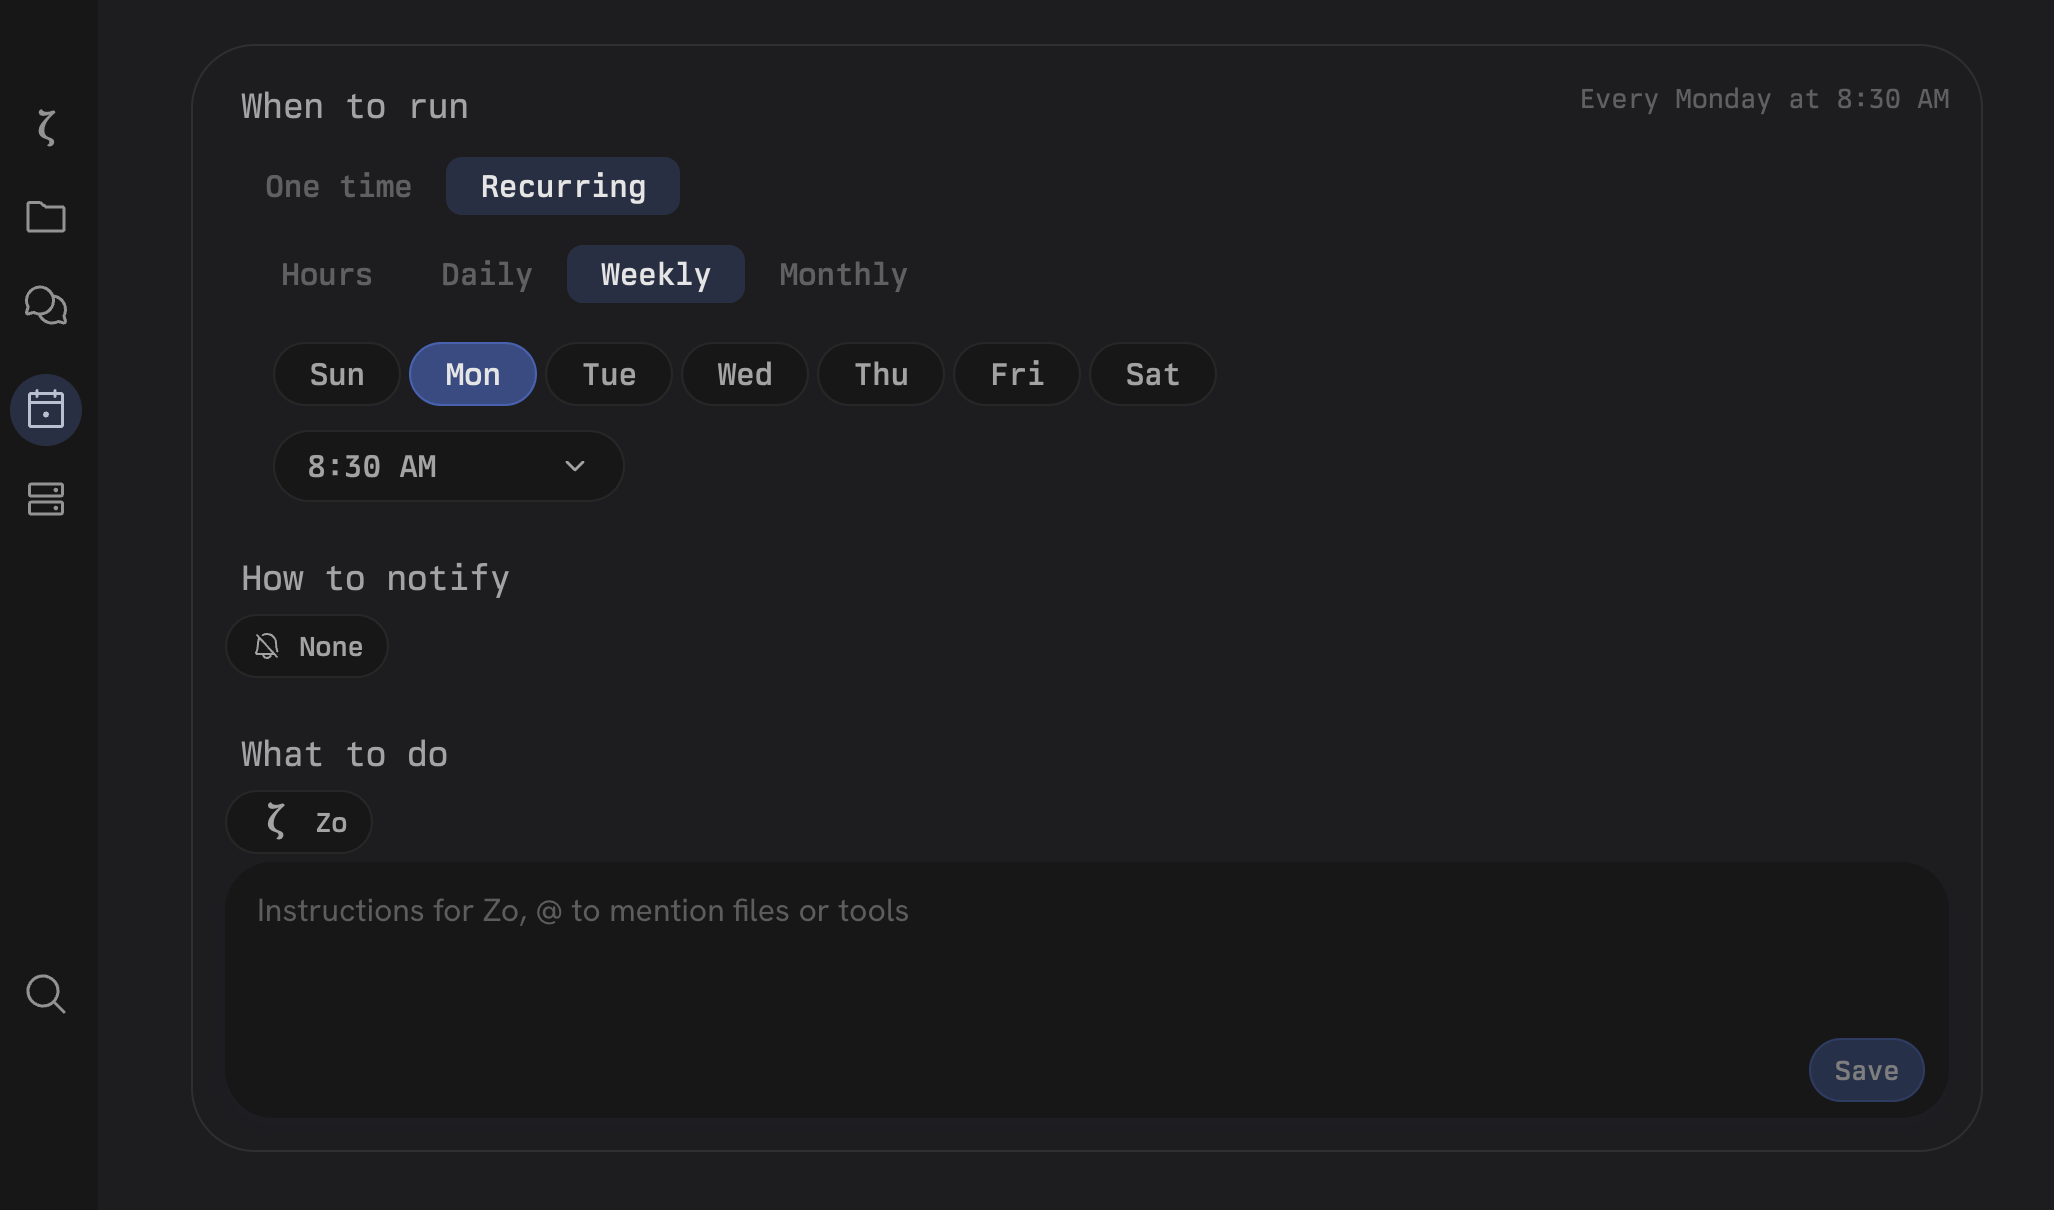 When to run
Every Monday at 8:30 AM
One time Recurring
Hours Daily Weekly Monthly
Sun Mon Tue Wed Thu Fri Sat
8:30 AM
How to notify
None
What to do
ζ Zo
Instructions for Zo, @ to mention files or tools
Save